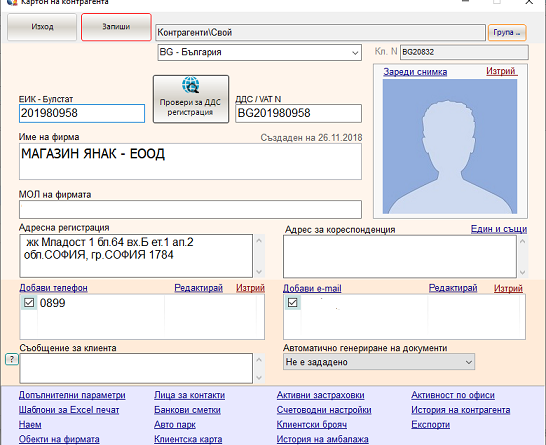 Картон на контрагента
Изход
Запиши
Контрагенти\Свой
Група ..
BG - България
Кл. N
BG20832
Зареди снимка
Изтрий
ЕИК - Булстат
201980958
Провери за ДДС
регистрация
ДДС / VAT N
BG201980958
Име на фирма
Създаден на 26.11.2018
МАГАЗИН ЯНАК - ЕООД
МОЛ на фирмата
Адресна регистрация
жк Младост 1 бл.64 вх.Б ет.1 ап.2
обл.СОФИЯ, гр.СОФИЯ 1784
Адрес за кореспонденция
Един и същи
Добави телефон
Редактирай
Изтрий
0899
Добави e-mail
Редактирай
Изтрий
Съобщение за клиента
?
Автоматично генериране на документи
Не е зададено
Допълнителни параметри
Лица за контакти
Активни застраховки
Активност по офиси
Шаблони за Excel печат
Банкови сметки
Счетоводни настройки
История на контрагента
Наем
Авто парк
Клиентски брояч
Експорти
Обекти на фирмата
Клиентска карта
История на амбалажа